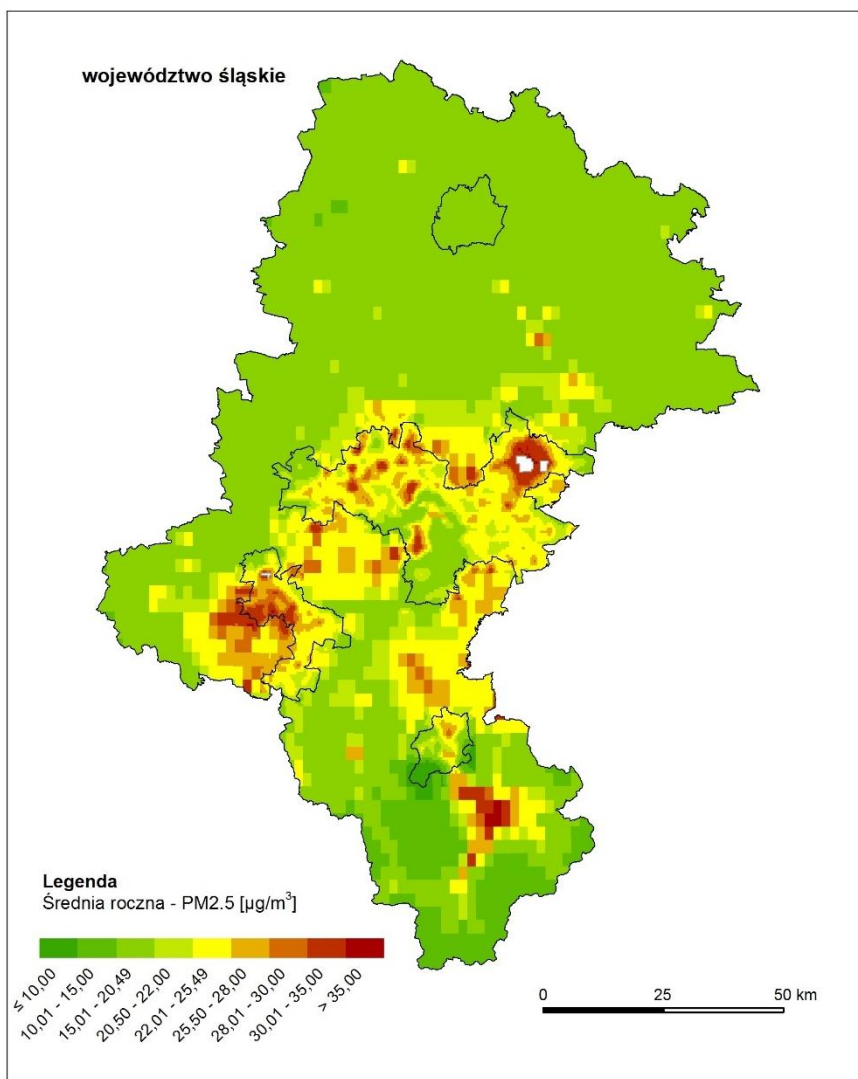 województwo śląskie
Legenda
Średnia roczna - PM2.5 [µg/m³]
≤ 10,00
10,01 - 15,00
15,01 - 20,49
20,50 - 22,00
22,01 - 25,49
25,50 - 28,00
28,01 - 30,00
30,01 - 35,00
> 35,00
0 25 50 km